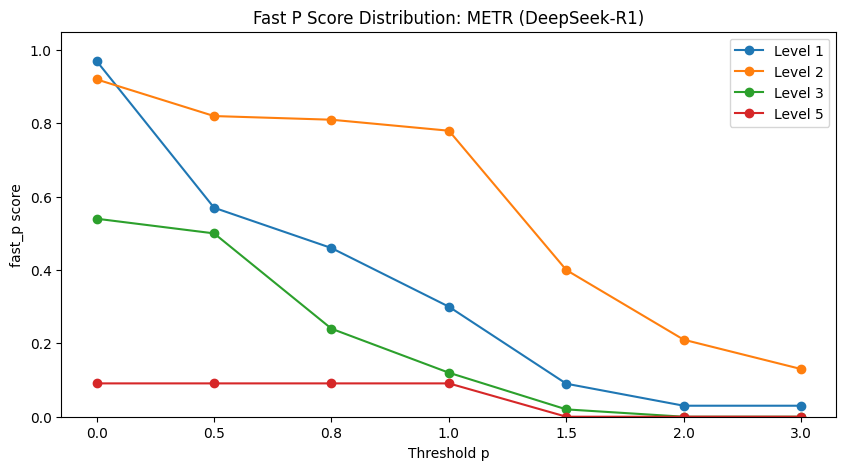 Fast P Score Distribution: METR (DeepSeek-R1)
Level 1
Level 2
Level 3
Level 5
fast_p score
1.0
0.8
0.6
0.4
0.2
0.0
0.0 0.5 0.8 1.0 1.5 2.0 3.0
Threshold p